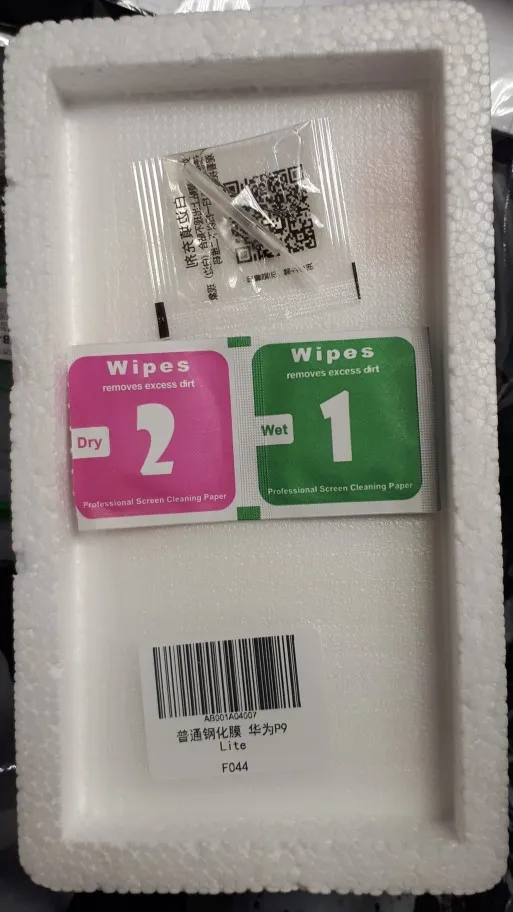 Wipes
removes excess dirt
Dry
2
Professional Screen Cleaning Paper
Wipes
removes excess dirt
Wet
1
Professional Screen Cleaning Paper
AB001A04007
普通钢化膜 华为P9
Lite
F044